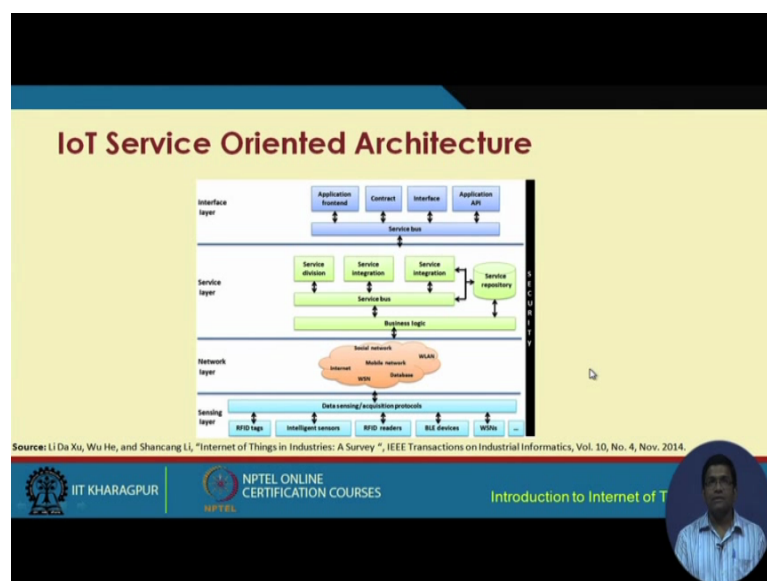 IoT Service Oriented Architecture
Interface layer
Application frontend
Contract
Interface
Application API
Service bus
Service layer
Service division
Service integration
Service integration
Service repository
Service bus
Business logic
SECURITY
Network layer
Social network
WLAN
Mobile network
Internet
Database
WSN
Sensing layer
Data sensing/acquisition protocols
RFID tags
Intelligent sensors
RFID readers
BLE devices
WSNs
...
Source: Li Da Xu, Wu He, and Shancang Li, "Internet of Things in Industries: A Survey ", IEEE Transactions on Industrial Informatics, Vol. 10, No. 4, Nov. 2014.
IIT KHARAGPUR
NPTEL ONLINE
CERTIFICATION COURSES
NPTEL
Introduction to Internet of T